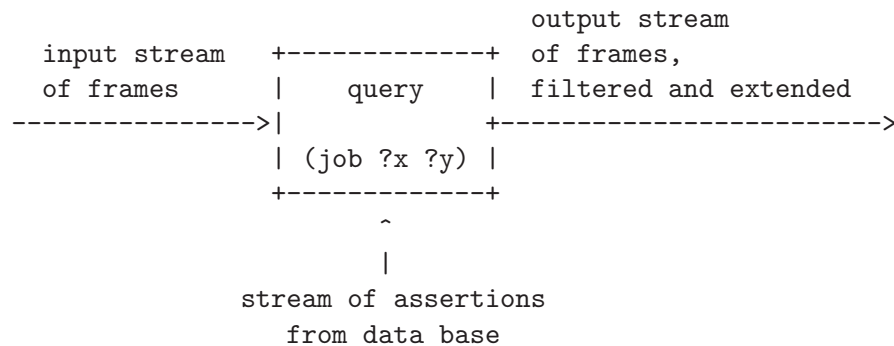 output stream
input stream +-------------+ of frames,
of frames | query | filtered and extended
---------------->| +------------------------->
| (job ?x ?y) |
+-------------+
^
|
stream of assertions
from data base